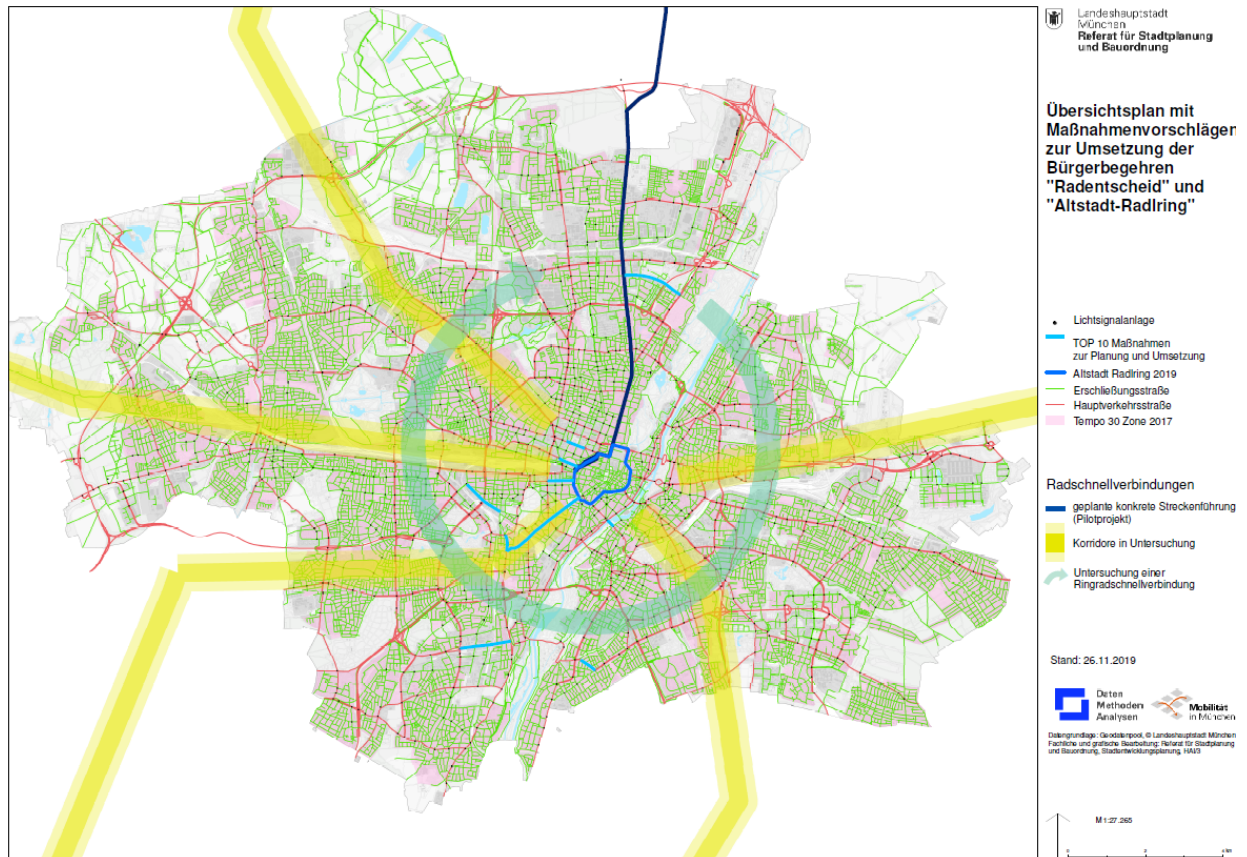 Landeshauptstadt
München
Referat für Stadtplanung
und Bauordnung
Übersichtsplan mit
Maßnahmenvorschlägen
zur Umsetzung der
Bürgerbegehren
"Radentscheid" und
"Altstadt-Radlring"
Lichtsignalanlage
TOP 10 Maßnahmen
zur Planung und Umsetzung
Altstadt Radlring 2019
Erschließungsstraße
Hauptverkehrsstraße
Tempo 30 Zone 2017
Radschnellverbindungen
geplante konkrete Streckenführung
(Pilotprojekt)
Korridore in Untersuchung
Untersuchung einer
Ringradschnellverbindung
Stand: 26.11.2019
Daten
Methoden
Analysen
Mobilität
in München
Datengrundlage: Geodatenpool, © Landeshauptstadt München
Fachliche und grafische Bearbeitung: Referat für Stadtplanung
und Bauordnung, Stadtentwicklungsplanung, HAI/3
M 1:27.265